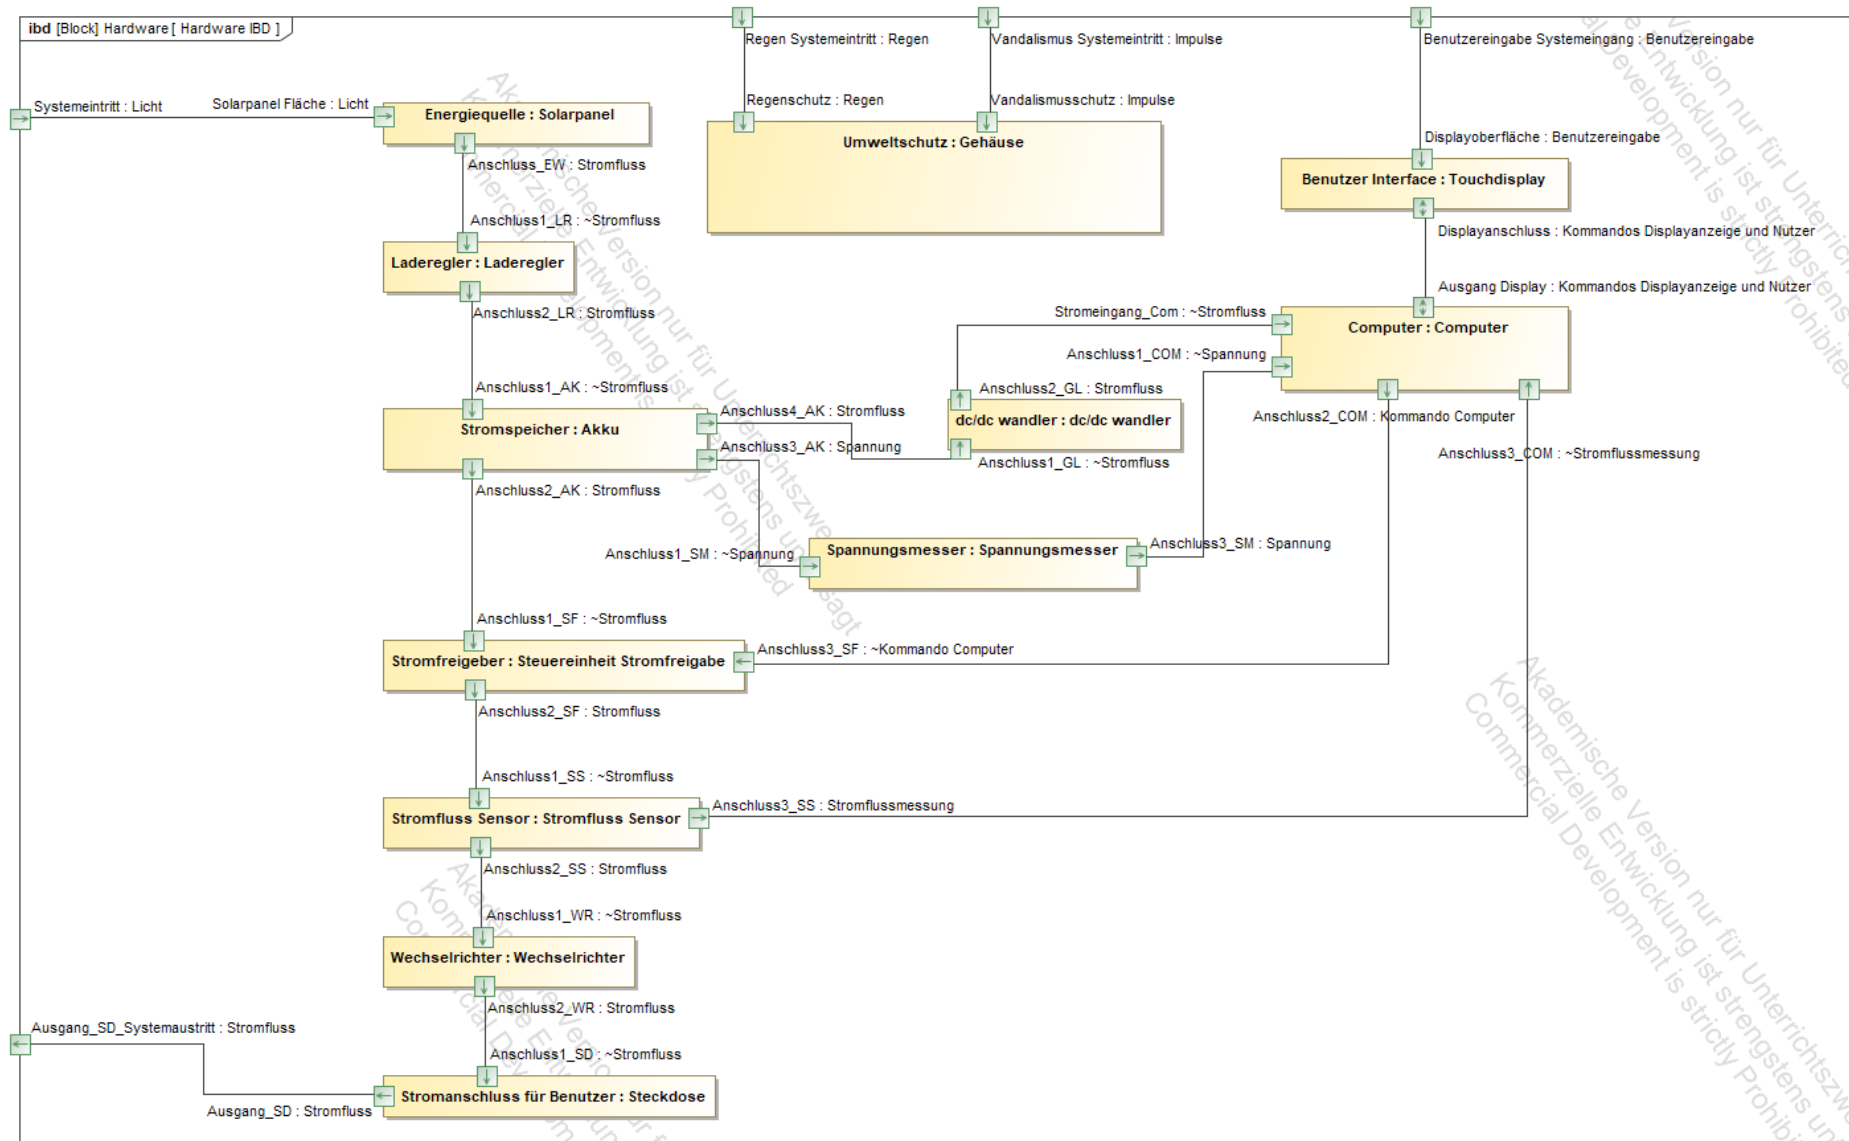 ibd [Block] Hardware [ Hardware IBD ]
Regen Systemeintritt : Regen
Vandalismus Systemeintritt : Impulse
Benutzereingabe Systemeingang : Benutzereingabe
Systemeintritt : Licht
Solarpanel Fläche : Licht
Regenschutz : Regen
Vandalismusschutz : Impulse
Energiequelle : Solarpanel
Umweltschutz : Gehäuse
Displayoberfläche : Benutzereingabe
Anschluss_EW : Stromfluss
Benutzer Interface : Touchdisplay
Anschluss1_LR : ~Stromfluss
Displayanschluss : Kommandos Displayanzeige und Nutzer
Laderegler : Laderegler
Ausgang Display : Kommandos Displayanzeige und Nutzer
Anschluss2_LR : Stromfluss
Stromeingang_Com : ~Stromfluss
Computer : Computer
Anschluss1_COM : ~Spannung
Anschluss1_AK : ~Stromfluss
Anschluss2_GL : Stromfluss
Anschluss4_AK : Stromfluss
dc/dc wandler : dc/dc wandler
Anschluss2_COM : Kommando Computer
Stromspeicher : Akku
Anschluss3_AK : Spannung
Anschluss3_COM : ~Stromflussmessung
Anschluss1_GL : ~Stromfluss
Anschluss2_AK : Stromfluss
Anschluss1_SM : ~Spannung
Spannungsmesser : Spannungsmesser
Anschluss3_SM : Spannung
Anschluss1_SF : ~Stromfluss
Anschluss3_SF : ~Kommando Computer
Stromfreigeber : Steuereinheit Stromfreigabe
Anschluss2_SF : Stromfluss
Anschluss1_SS : ~Stromfluss
Anschluss3_SS : Stromflussmessung
Stromfluss Sensor : Stromfluss Sensor
Anschluss2_SS : Stromfluss
Anschluss1_WR : ~Stromfluss
Wechselrichter : Wechselrichter
Anschluss2_WR : Stromfluss
Ausgang_SD_Systemaustritt : Stromfluss
Anschluss1_SD : ~Stromfluss
Stromanschluss für Benutzer : Steckdose
Ausgang_SD : Stromfluss
Akademische Version nur für Unterrichtszwe
Kommerzielle Entwicklung ist strengstens un
Commercial Development is strictly Prohibited